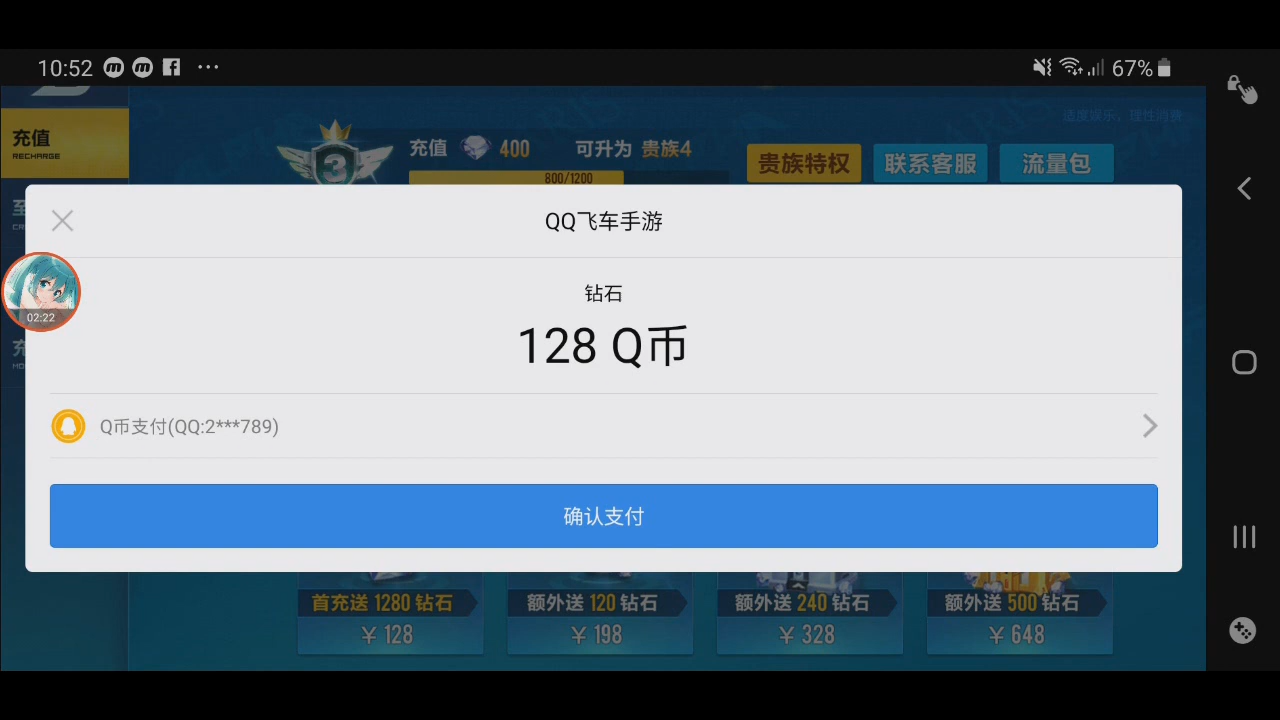 10:52
67%
充值
RECHARGE
充值 400 可升为 贵族4
适度娱乐，理性消费
3
800/1200
贵族特权
联系客服
流量包
QQ飞车手游
钻石
128 Q币
02:22
Q币支付(QQ:2***789)
确认支付
首充送 1280 钻石
额外送 120 钻石
额外送 240 钻石
额外送 500 钻石
¥ 128
¥ 198
¥ 328
¥ 648